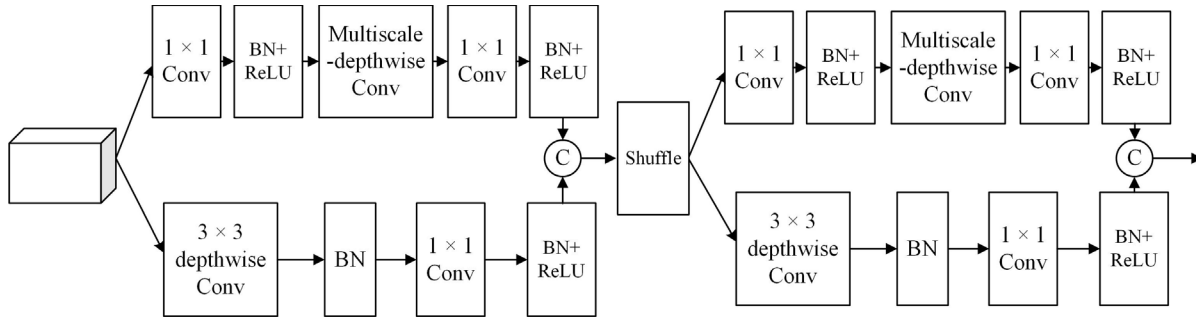 1 × 1
Conv
BN+
ReLU
Multiscale
-depthwise
Conv
1 × 1
Conv
BN+
ReLU
C
3 × 3
depthwise
Conv
BN
1 × 1
Conv
BN+
ReLU
Shuffle
1 × 1
Conv
BN+
ReLU
Multiscale
-depthwise
Conv
1 × 1
Conv
BN+
ReLU
C
3 × 3
depthwise
Conv
BN
1 × 1
Conv
BN+
ReLU